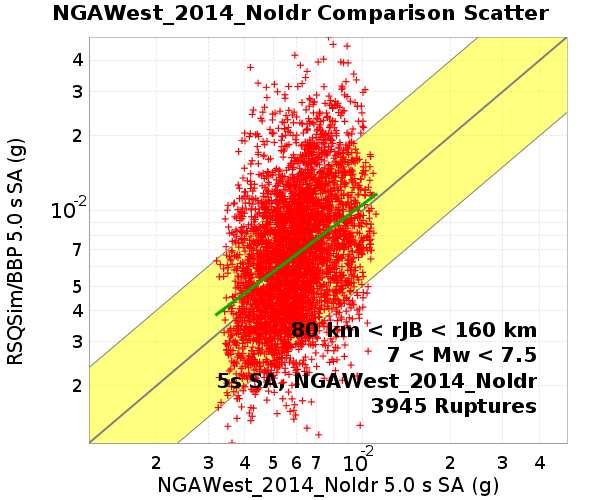 NGAWest_2014_NoIdr Comparison Scatter
RSQSim/BBP 5.0 s SA (g)
4
3
2
10-2
7
5
4
3
2
80 km < rJB < 160 km
7 < Mw < 7.5
5s SA, NGAWest_2014_NoIdr
3945 Ruptures
2 3 4 5 6 7 10-2 2 3 4
NGAWest_2014_NoIdr 5.0 s SA (g)